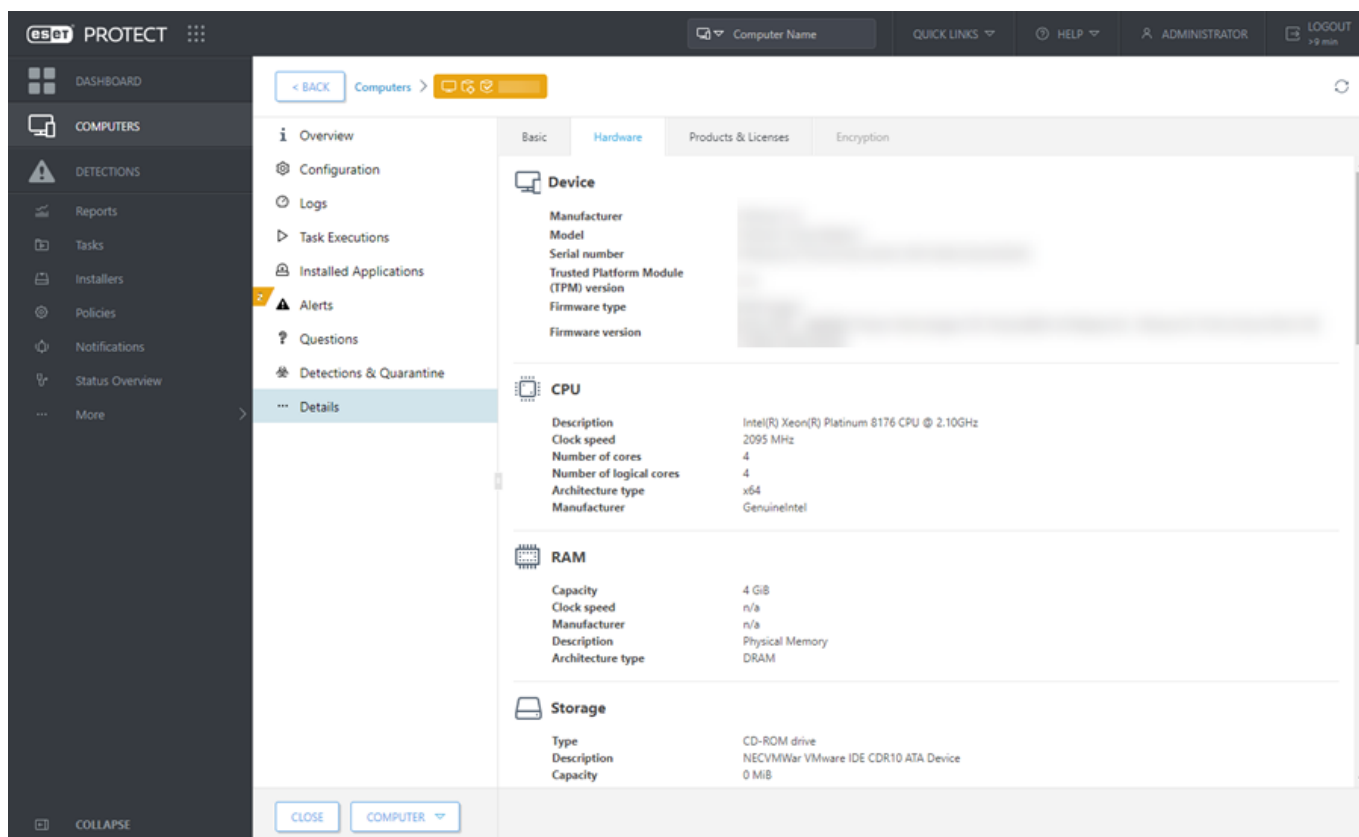 eset PROTECT
Computer Name
QUICK LINKS
HELP
ADMINISTRATOR
LOGOUT
>9 min
DASHBOARD
COMPUTERS
DETECTIONS
Reports
Tasks
Installers
Policies
Notifications
Status Overview
More
COLLAPSE
< BACK
Computers >
Overview
Configuration
Logs
Task Executions
Installed Applications
2
Alerts
Questions
Detections & Quarantine
Details
Basic
Hardware
Products & Licenses
Encryption
Device
Manufacturer
Model
Serial number
Trusted Platform Module
(TPM) version
Firmware type
Firmware version
CPU
Description Intel(R) Xeon(R) Platinum 8176 CPU @ 2.10GHz
Clock speed 2095 MHz
Number of cores 4
Number of logical cores 4
Architecture type x64
Manufacturer GenuineIntel
RAM
Capacity 4 GiB
Clock speed n/a
Manufacturer n/a
Description Physical Memory
Architecture type DRAM
Storage
Type CD-ROM drive
Description NECVMWar VMware IDE CDR10 ATA Device
Capacity 0 MiB
CLOSE
COMPUTER